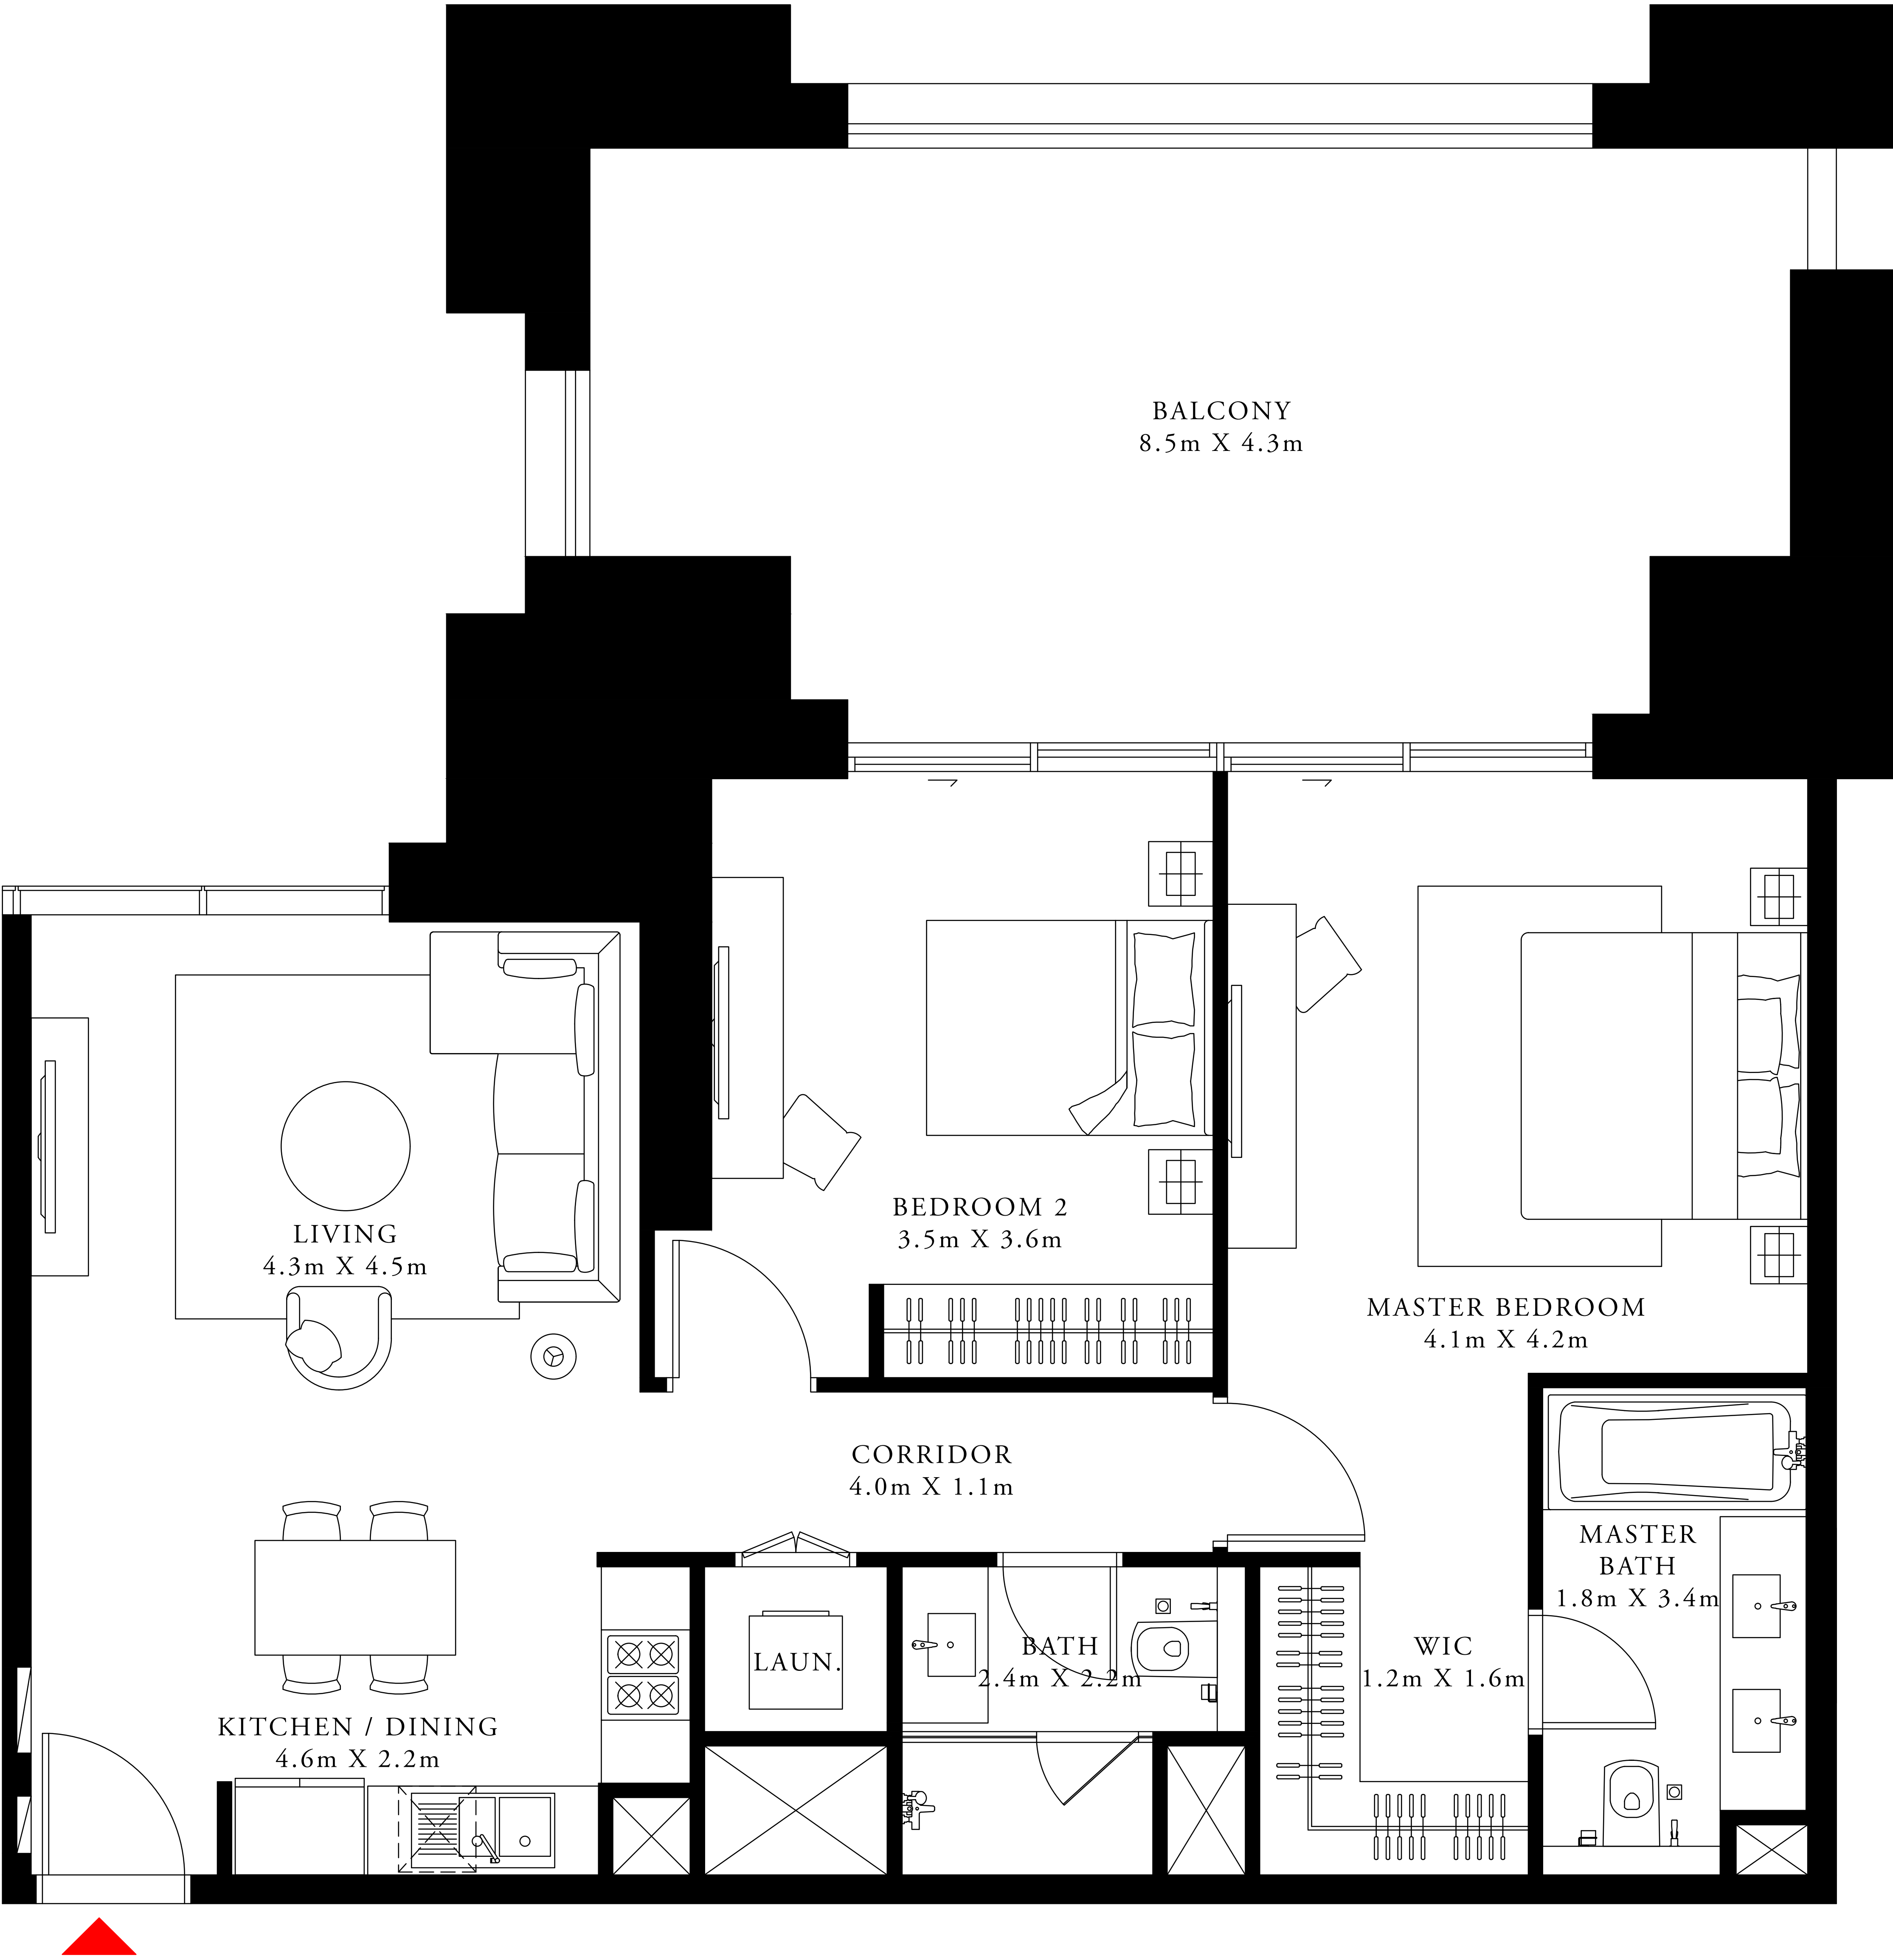 BALCONY
8.5m X 4.3m
BEDROOM 2
3.5m X 3.6m
LIVING
4.3m X 4.5m
MASTER BEDROOM
4.1m X 4.2m
CORRIDOR
4.0m X 1.1m
MASTER
BATH
1.8m X 3.4m
LAUN.
BATH
2.4m X 2.2m
WIC
1.2m X 1.6m
KITCHEN / DINING
4.6m X 2.2m